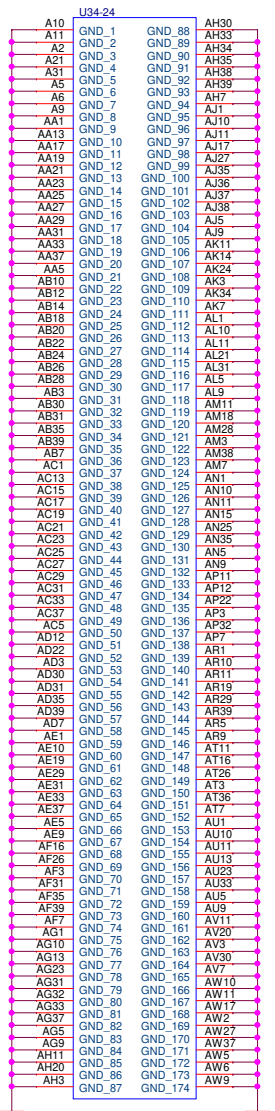 U34-24
A10 GND_1 GND_88 AH30
A11 GND_2 GND_89 AH33
A2 GND_3 GND_90 AH34
A21 GND_4 GND_91 AH35
A31 GND_5 GND_92 AH38
A5 GND_6 GND_93 AH39
A6 GND_7 GND_94 AH7
A9 GND_8 GND_95 AJ1
AA1 GND_9 GND_96 AJ10
AA13 GND_10 GND_97 AJ11
AA17 GND_11 GND_98 AJ17
AA19 GND_12 GND_99 AJ27
AA21 GND_13 GND_100 AJ35
AA23 GND_14 GND_101 AJ36
AA25 GND_15 GND_102 AJ37
AA27 GND_16 GND_103 AJ38
AA29 GND_17 GND_104 AJ5
AA31 GND_18 GND_105 AJ9
AA33 GND_19 GND_106 AK11
AA37 GND_20 GND_107 AK14
AA5 GND_21 GND_108 AK24
AB10 GND_22 GND_109 AK3
AB12 GND_23 GND_110 AK34
AB14 GND_24 GND_111 AK7
AB18 GND_25 GND_112 AL1
AB20 GND_26 GND_113 AL10
AB22 GND_27 GND_114 AL11
AB24 GND_28 GND_115 AL21
AB26 GND_29 GND_116 AL31
AB28 GND_30 GND_117 AL5
AB3 GND_31 GND_118 AL9
AB30 GND_32 GND_119 AM11
AB31 GND_33 GND_120 AM18
AB35 GND_34 GND_121 AM28
AB39 GND_35 GND_122 AM3
AB7 GND_36 GND_123 AM38
AC1 GND_37 GND_124 AM7
AC13 GND_38 GND_125 AN1
AC15 GND_39 GND_126 AN10
AC17 GND_40 GND_127 AN11
AC19 GND_41 GND_128 AN15
AC21 GND_42 GND_129 AN25
AC23 GND_43 GND_130 AN35
AC25 GND_44 GND_131 AN5
AC27 GND_45 GND_132 AN9
AC29 GND_46 GND_133 AP11
AC31 GND_47 GND_134 AP12
AC33 GND_48 GND_135 AP22
AC37 GND_49 GND_136 AP3
AC5 GND_50 GND_137 AP32
AD12 GND_51 GND_138 AP7
AD22 GND_52 GND_139 AR1
AD3 GND_53 GND_140 AR10
AD30 GND_54 GND_141 AR11
AD31 GND_55 GND_142 AR19
AD35 GND_56 GND_143 AR29
AD39 GND_57 GND_144 AR39
AD7 GND_58 GND_145 AR5
AE1 GND_59 GND_146 AR9
AE10 GND_60 GND_147 AT11
AE19 GND_61 GND_148 AT16
AE29 GND_62 GND_149 AT26
AE31 GND_63 GND_150 AT3
AE33 GND_64 GND_151 AT36
AE37 GND_65 GND_152 AT7
AE5 GND_66 GND_153 AU1
AE9 GND_67 GND_154 AU10
AF16 GND_68 GND_155 AU11
AF26 GND_69 GND_156 AU13
AF3 GND_70 GND_157 AU23
AF31 GND_71 GND_158 AU33
AF35 GND_72 GND_159 AU5
AF39 GND_73 GND_160 AU9
AF7 GND_74 GND_161 AV11
AG1 GND_75 GND_162 AV20
AG10 GND_76 GND_163 AV3
AG13 GND_77 GND_164 AV30
AG23 GND_78 GND_165 AV7
AG31 GND_79 GND_166 AW10
AG32 GND_80 GND_167 AW11
AG33 GND_81 GND_168 AW17
AG37 GND_82 GND_169 AW2
AG5 GND_83 GND_170 AW27
AG9 GND_84 GND_171 AW37
AH11 GND_85 GND_172 AW5
AH20 GND_86 GND_173 AW6
AH3 GND_87 GND_174 AW9